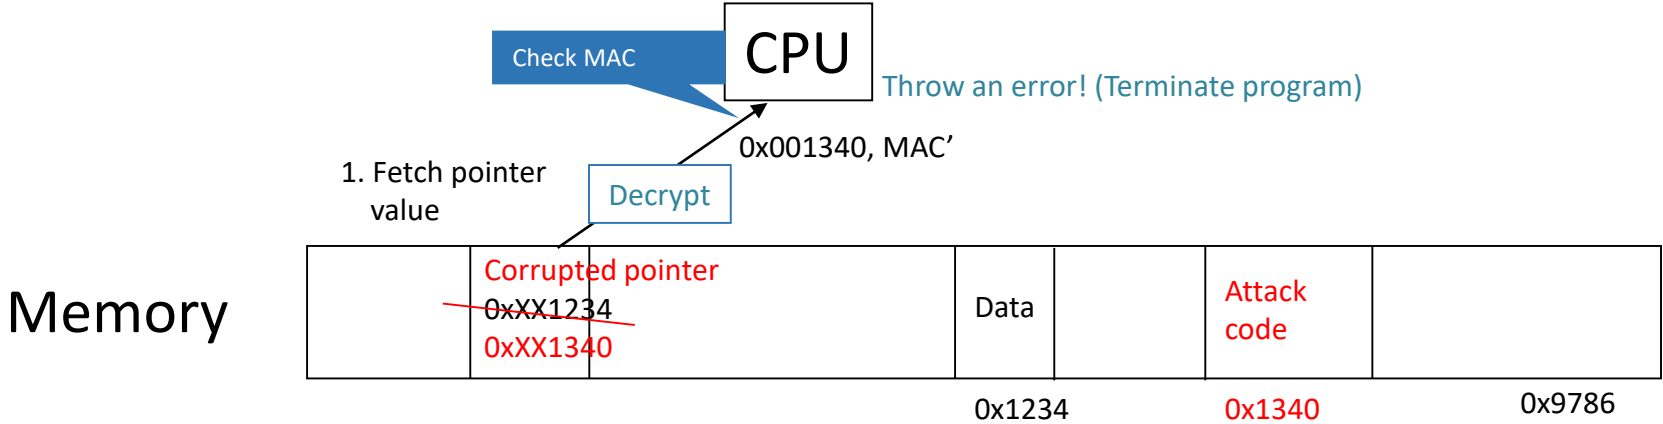 CPU
Check MAC
Throw an error! (Terminate program)
0x001340, MAC’
1. Fetch pointer
value
Decrypt
Memory
Corrupted pointer
0xXX1234
0xXX1340
Data
Attack
code
0x1234
0x1340
0x9786